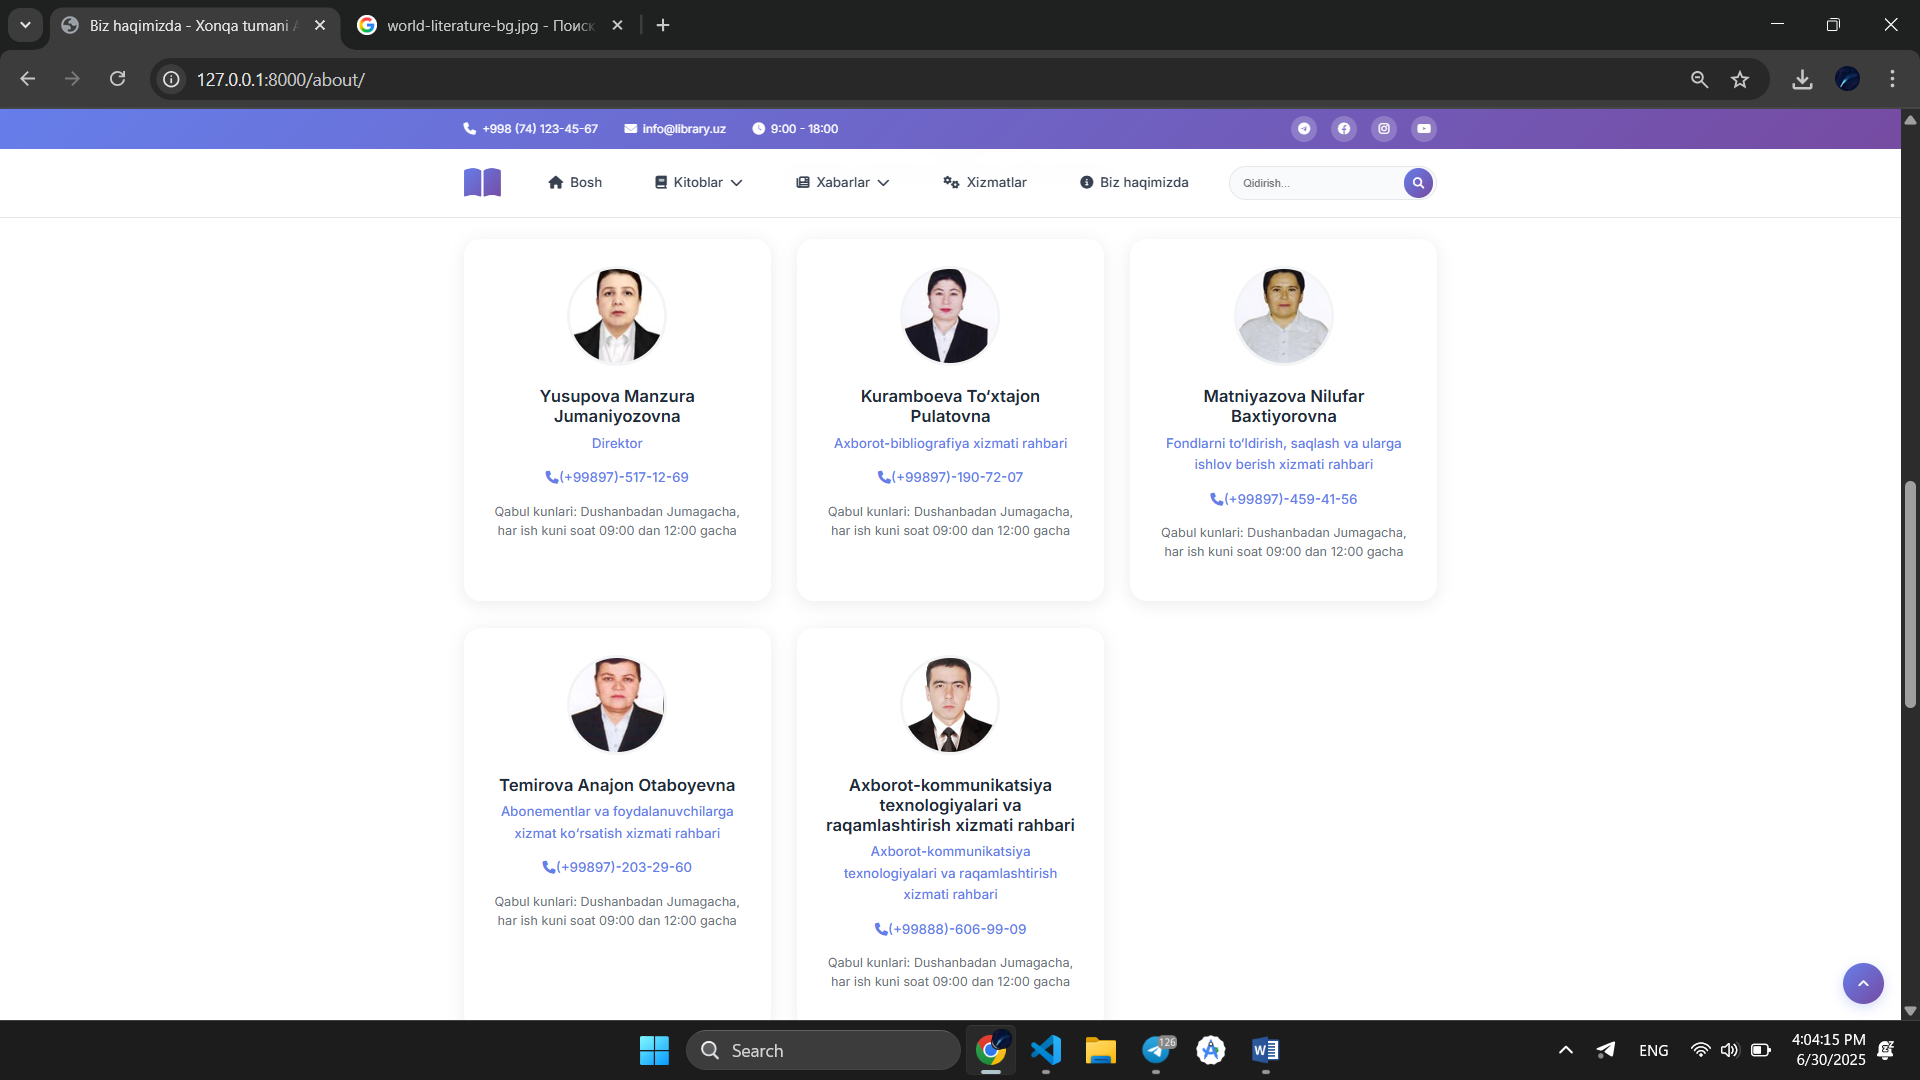 Biz haqimizda - Xonqa tumani A
world-literature-bg.jpg - Поиск
127.0.0.1:8000/about/
+998 (74) 123-45-67
info@library.uz
9:00 - 18:00
Bosh
Kitoblar
Xabarlar
Xizmatlar
Biz haqimizda
Qidirish...
Yusupova Manzura
Jumaniyozovna
Direktor
(+99897)-517-12-69
Qabul kunlari: Dushanbadan Jumagacha,
har ish kuni soat 09:00 dan 12:00 gacha
Kuramboeva To‘xtajon
Pulatovna
Axborot-bibliografiya xizmati rahbari
(+99897)-190-72-07
Qabul kunlari: Dushanbadan Jumagacha,
har ish kuni soat 09:00 dan 12:00 gacha
Matniyazova Nilufar
Baxtiyorovna
Fondlarni to‘ldirish, saqlash va ularga
ishlov berish xizmati rahbari
(+99897)-459-41-56
Qabul kunlari: Dushanbadan Jumagacha,
har ish kuni soat 09:00 dan 12:00 gacha
Temirova Anajon Otaboyevna
Abonementlar va foydalanuvchilarga
xizmat ko‘rsatish xizmati rahbari
(+99897)-203-29-60
Qabul kunlari: Dushanbadan Jumagacha,
har ish kuni soat 09:00 dan 12:00 gacha
Axborot-kommunikatsiya
texnologiyalari va
raqamlashtirish xizmati rahbari
Axborot-kommunikatsiya
texnologiyalari va raqamlashtirish
xizmati rahbari
(+99888)-606-99-09
Qabul kunlari: Dushanbadan Jumagacha,
har ish kuni soat 09:00 dan 12:00 gacha
Search
126
ENG
4:04:15 PM
6/30/2025